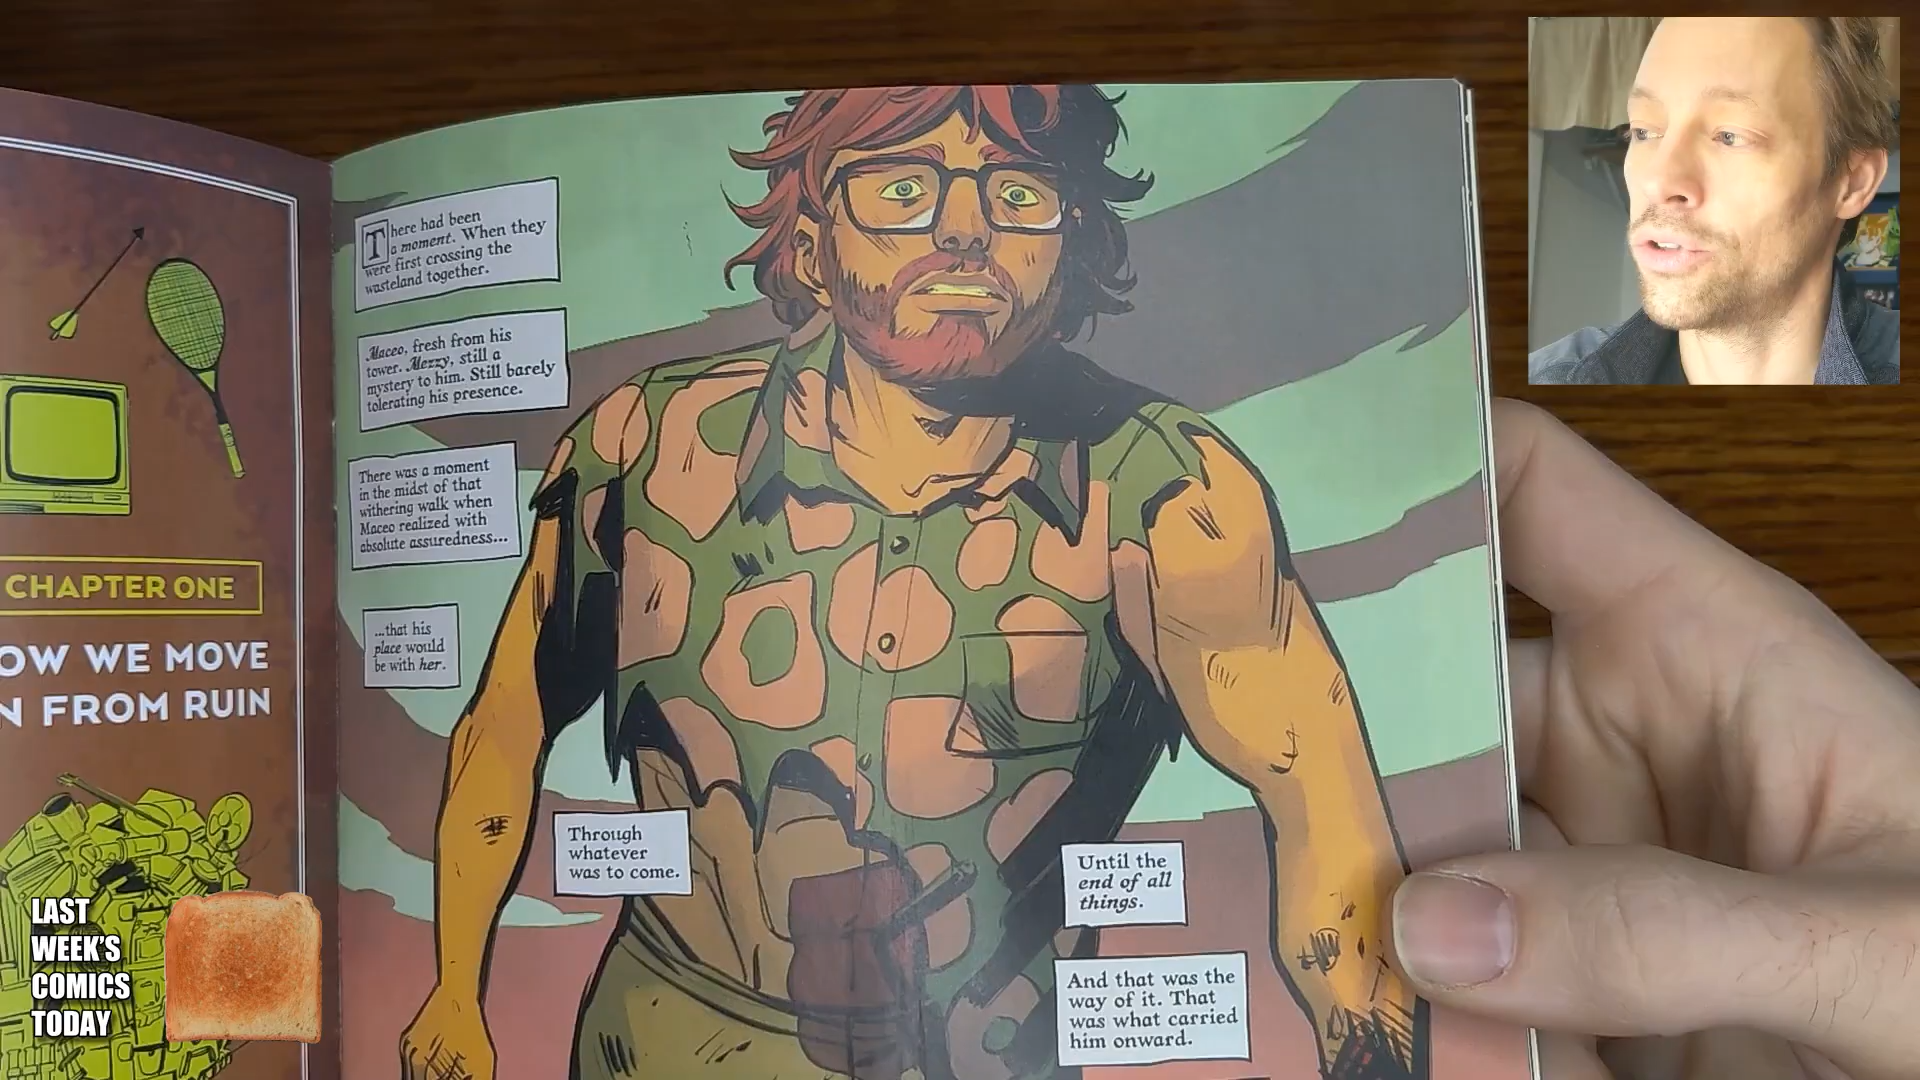 CHAPTER ONE
OW WE MOVE
N FROM RUIN
There had been
a moment. When they
were first crossing the
wasteland together.
Maceo, fresh from his
tower. Mezzy, still a
mystery to him. Still barely
tolerating his presence.
There was a moment
in the midst of that
withering walk when
Maceo realized with
absolute assuredness...
...that his
place would
be with her.
Through
whatever
was to come.
Until the
end of all
things.
And that was the
way of it. That
was what carried
him onward.
LAST
WEEK'S
COMICS
TODAY